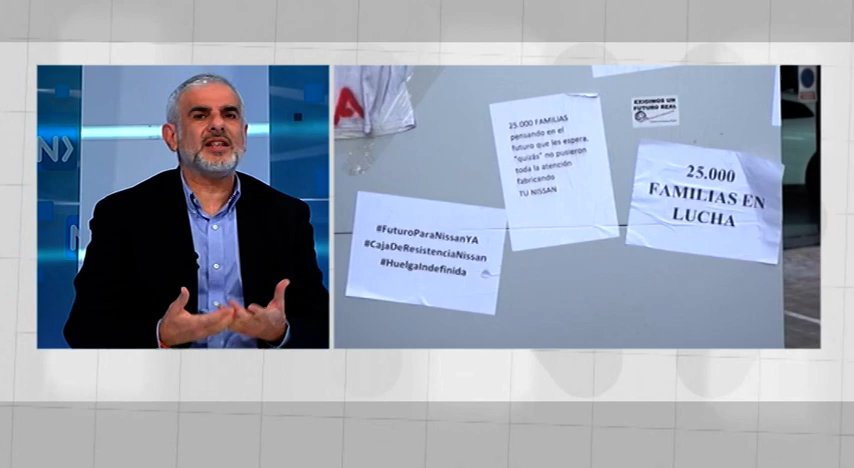 N>
A
25.000 FAMILIAS
pensando en el
futuro que les espera,
"quizás" no pusieron
toda la atención
fabricando
TU NISSAN
EXIGIMOS UN
FUTURO REAL
25.000
FAMILIAS EN
LUCHA
#FuturoParaNissanYA
#CajaDeResistenciaNissan
#HuelgaIndefinida